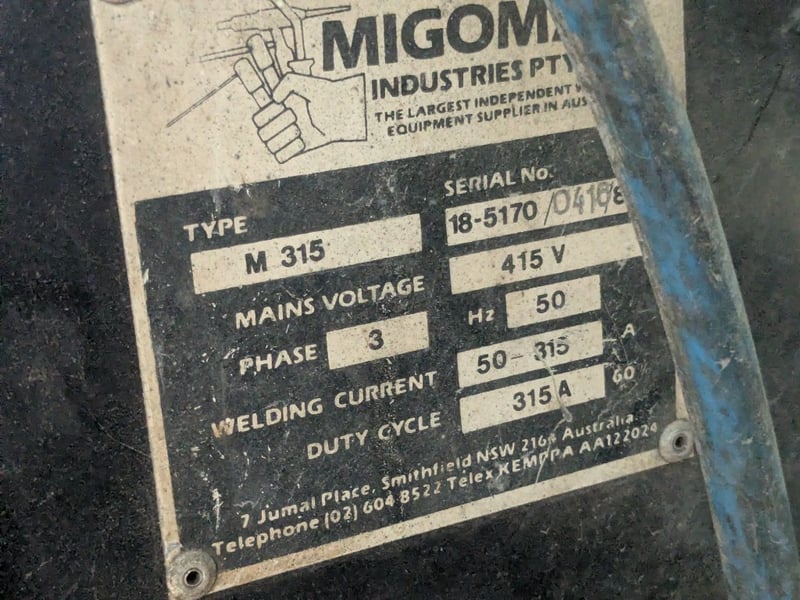 MIGOMA
INDUSTRIES PTY
THE LARGEST INDEPENDENT
EQUIPMENT SUPPLIER IN AUS
SERIAL No.
TYPE
18-5170/0416/8
M 315
MAINS VOLTAGE 415 V
PHASE 3 Hz 50
WELDING CURRENT 50-315 A
DUTY CYCLE 315 A 60
7 Jumal Place, Smithfield NSW 2164 Australia
Telephone (02) 604 8522 Telex KEMPPA AA122024